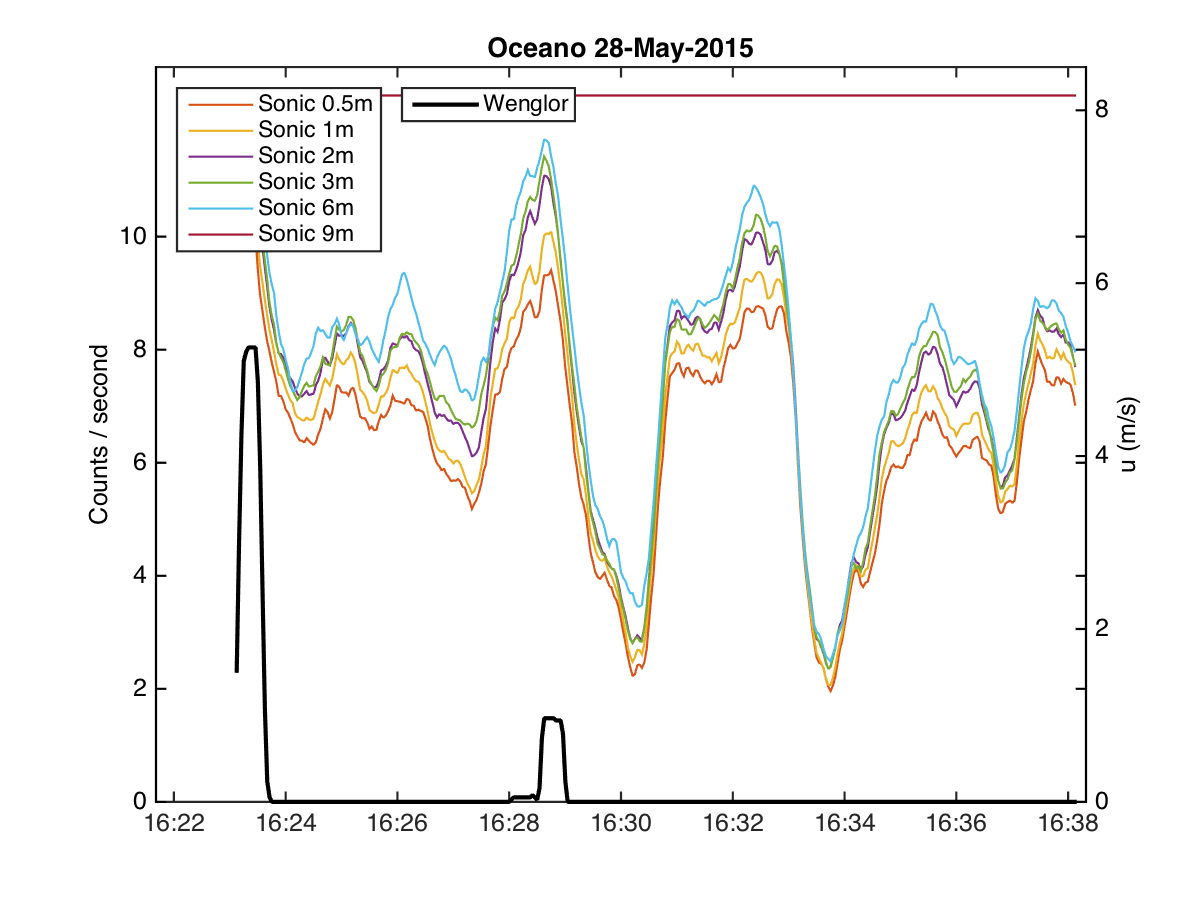 Oceano 28-May-2015
Sonic 0.5m
Sonic 1m
Sonic 2m
Sonic 3m
Sonic 6m
Sonic 9m
Wenglor
Counts / second
10
8
6
4
2
0
u (m/s)
8
6
4
2
0
16:22 16:24 16:26 16:28 16:30 16:32 16:34 16:36 16:38